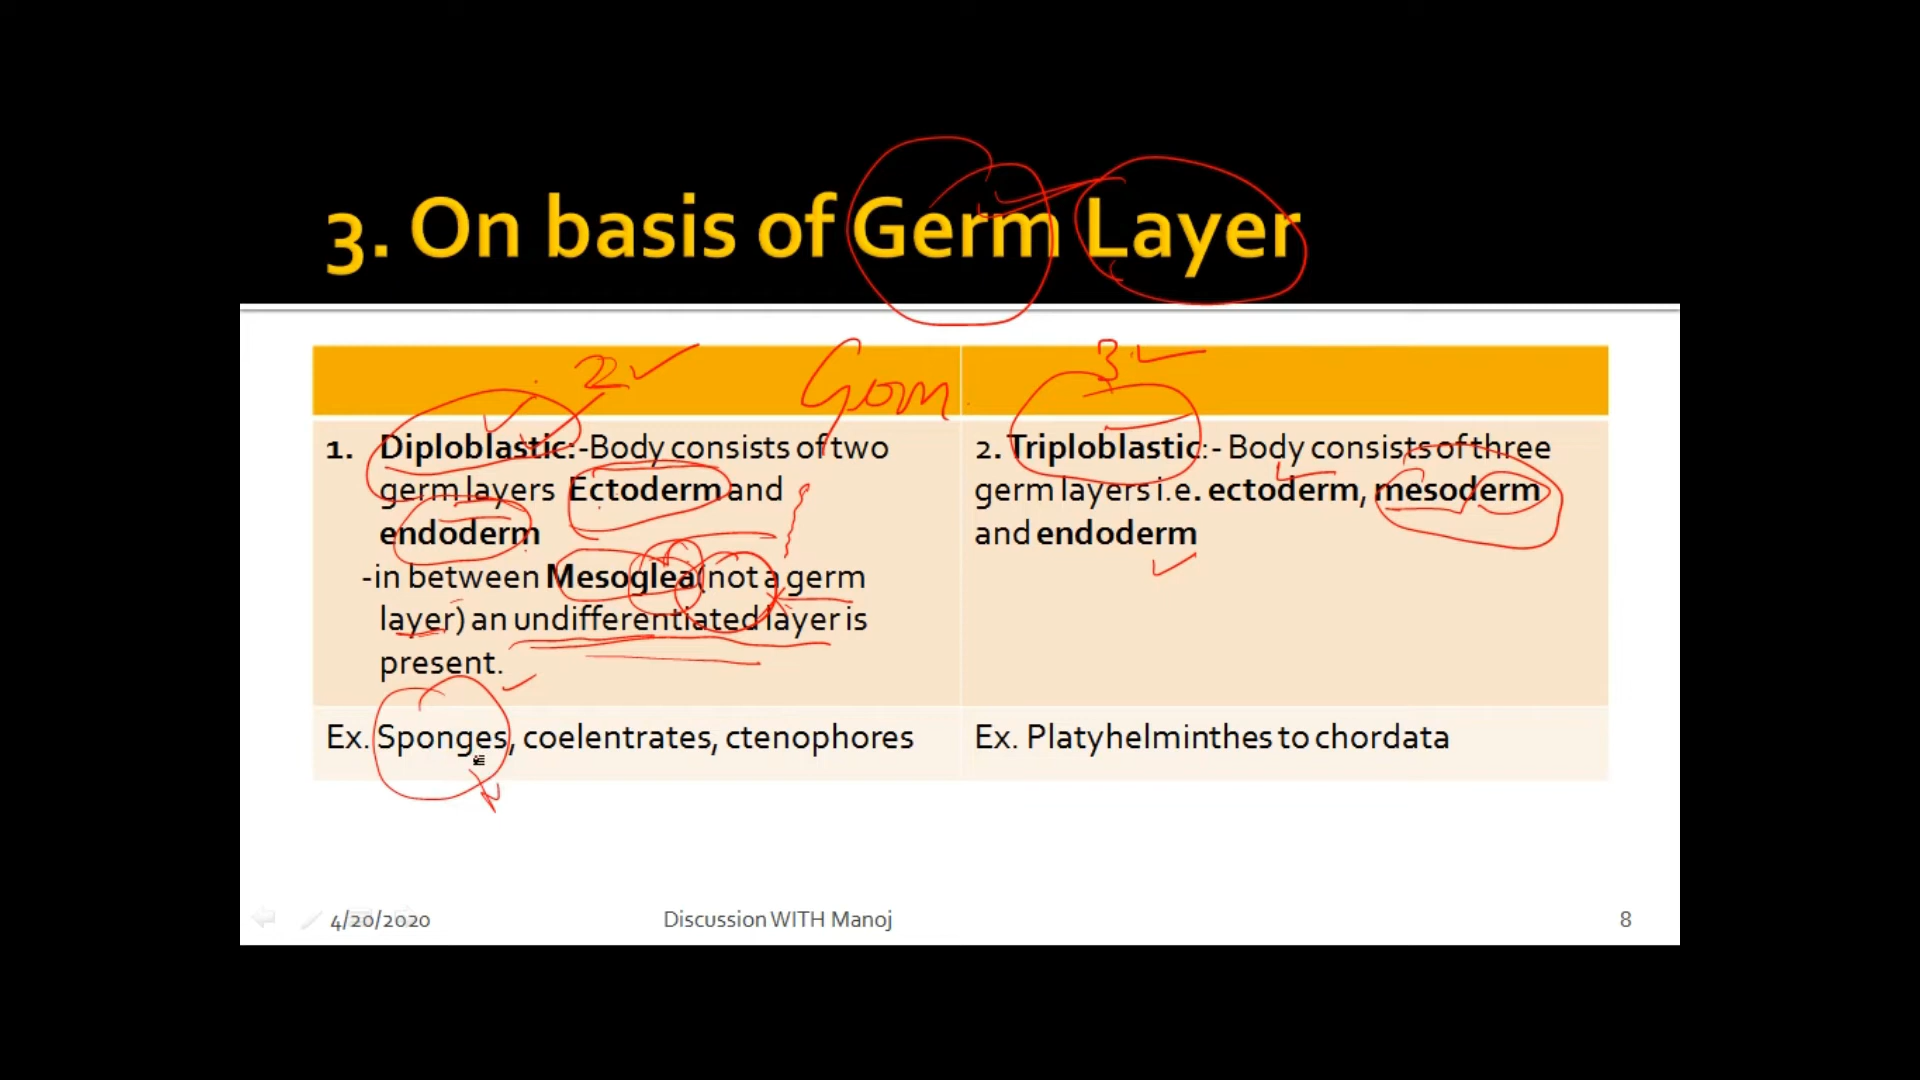 3. On basis of Germ Layer
2
3
Germ
1. Diploblastic:-Body consists of two
germ layers Ectoderm and
endoderm
-in between Mesoglea(not a germ
layer) an undifferentiated layer is
present.
2. Triploblastic:- Body consists of three
germ layers i.e. ectoderm, mesoderm
and endoderm
Ex. Sponges, coelentrates, ctenophores
Ex. Platyhelminthes to chordata
4/20/2020
Discussion WITH Manoj
8